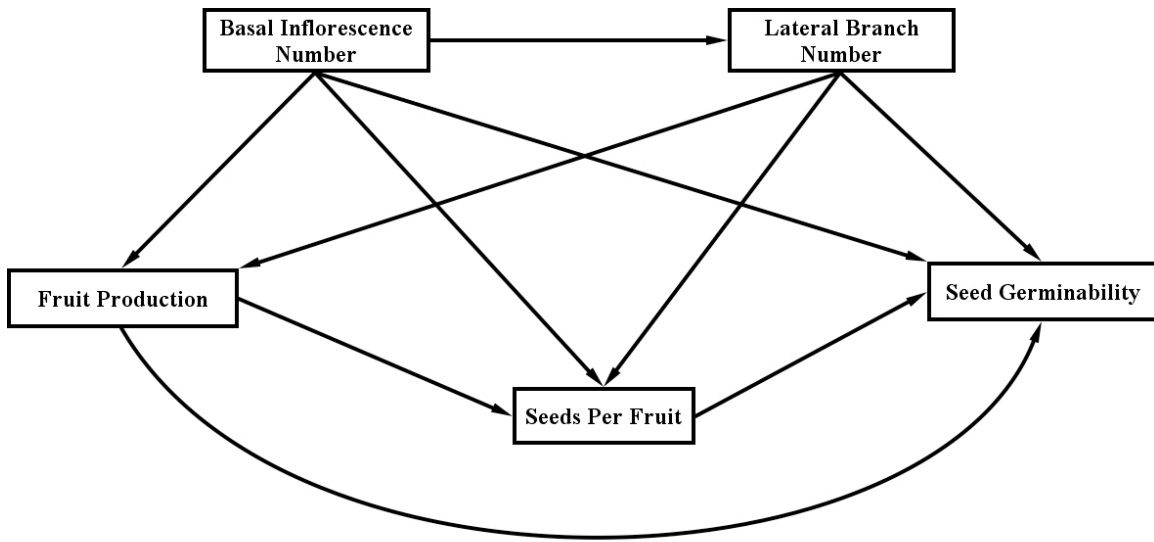 Basal Inflorescence
Number
Lateral Branch
Number
Fruit Production
Seed Germinability
Seeds Per Fruit